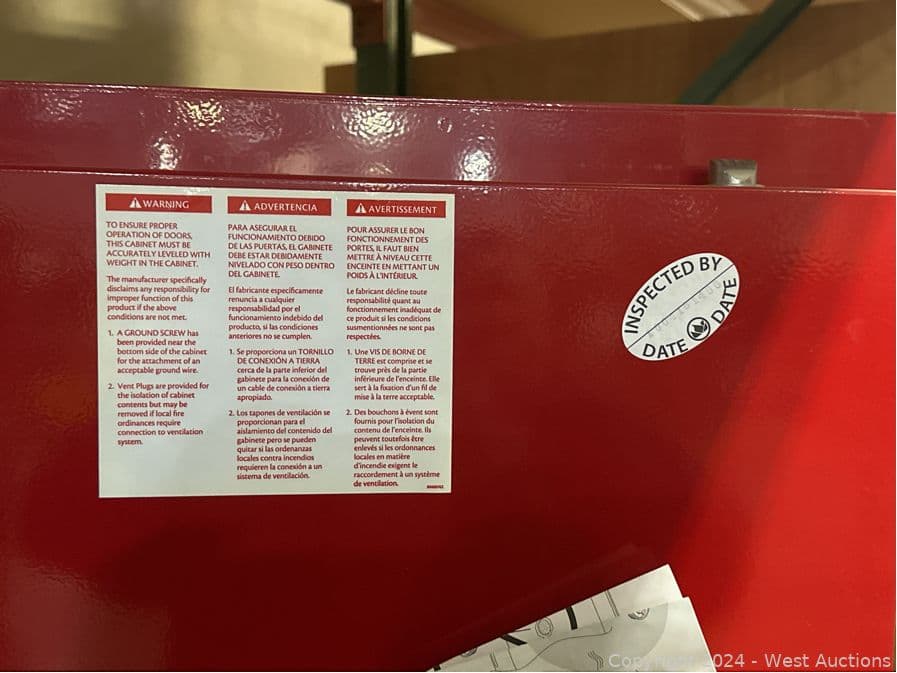 WARNING
TO ENSURE PROPER
OPERATION OF DOORS,
THIS CABINET MUST BE
ACCURATELY LEVELED WITH
WEIGHT IN THE CABINET.
The manufacturer specifically
disclaims any responsibility for
improper function of this
product if the above
conditions are not met.
1. A GROUND SCREW has
been provided near the
bottom side of the cabinet
for the attachment of an
acceptable ground wire.
2. Vent Plugs are provided for
the isolation of cabinet
contents but may be
removed if local fire
ordinances require
connection to ventilation
system.
ADVERTENCIA
PARA ASEGURAR EL
FUNCIONAMIENTO DEBIDO
DE LAS PUERTAS, EL GABINETE
DEBE ESTAR DEBIDAMENTE
NIVELADO CON PESO DENTRO
DEL GABINETE.
El fabricante específicamente
renuncia a cualquier
responsabilidad por el
funcionamiento indebido del
producto, si las condiciones
anteriores no se cumplen.
1. Se proporciona un TORNILLO
DE CONEXIÓN A TIERRA
cerca de la parte inferior del
gabinete para la conexión de
un cable de conexión a tierra
apropiado.
2. Los tapones de ventilación se
proporcionan para el
aislamiento del contenido del
gabinete pero se pueden
quitar si las ordenanzas
locales contra incendios
requieren la conexión a un
sistema de ventilación.
AVERTISSEMENT
POUR ASSURER LE BON
FONCTIONNEMENT DES
PORTES, IL FAUT BIEN
METTRE À NIVEAU CETTE
ENCEINTE EN METTANT UN
POIDS À L'INTÉRIEUR.
Le fabricant décline toute
responsabilité quant au
fonctionnement inadéquat de
ce produit si les conditions
susmentionnées ne sont pas
respectées.
1. Une VIS DE BORNE DE
TERRE est comprise et se
trouve près de la partie
inférieure de l'enceinte. Elle
sert à la fixation d'un fil de
mise à la terre acceptable.
2. Des bouchons à évent sont
fournis pour l'isolation du
contenu de l'enceinte. Ils
peuvent toutefois être
enlevés si les ordonnances
locales en matière
d'incendie exigent le
raccordement à un système
de ventilation.
INSPECTED BY
DATE DATE
Copyright 2024 - West Auctions